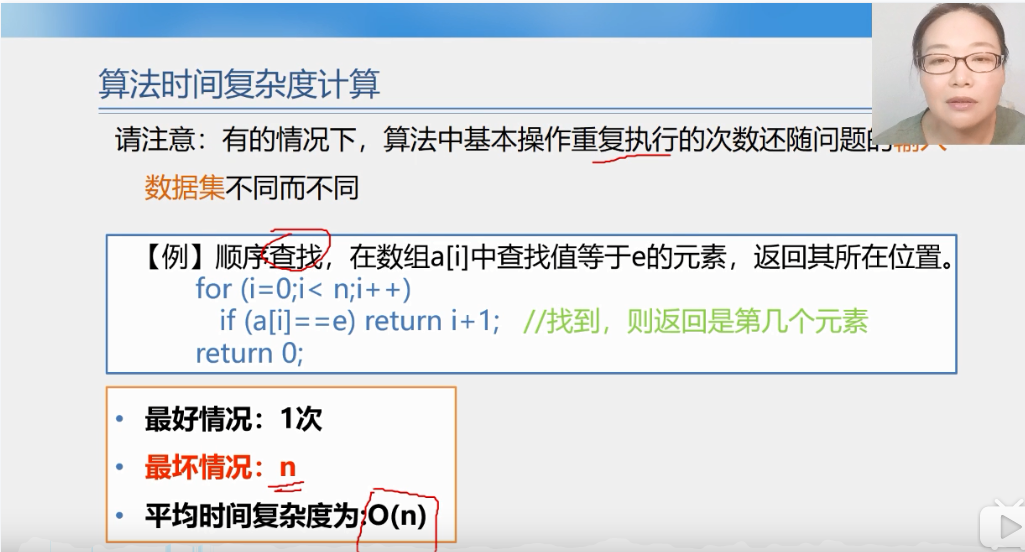 算法时间复杂度计算
请注意：有的情况下，算法中基本操作重复执行的次数还随问题的输入
数据集不同而不同
【例】顺序查找，在数组a[i]中查找值等于e的元素，返回其所在位置。
for (i=0;i< n;i++)
if (a[i]==e) return i+1; //找到，则返回是第几个元素
return 0;
• 最好情况：1次
• 最坏情况：n
• 平均时间复杂度为:O(n)